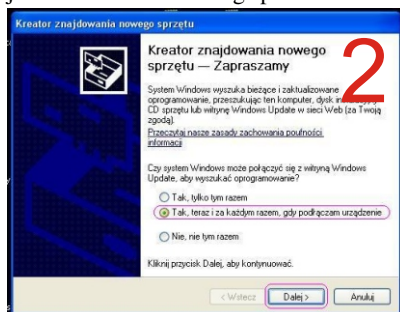 Kreator znajdowania nowego sprzętu
Kreator znajdowania nowego
sprzętu — Zapraszamy
2
System Windows wyszuka bieżące i zaktualizowane
oprogramowanie, przeszukując ten komputer, dysk
CD sprzętu lub witrynę Windows Update w sieci Web (za Twoją
zgodą).
Przeczytaj nasze zasady zachowania poufności
informacji
Czy system Windows może połączyć się z witryną Windows
Update, aby wyszukać oprogramowanie?
Tak, tylko tym razem
Tak, teraz i za każdym razem, gdy podłączam urządzenie
Nie, nie tym razem
Kliknij przycisk Dalej, aby kontynuować.
< Wstecz
Dalej >
Anuluj